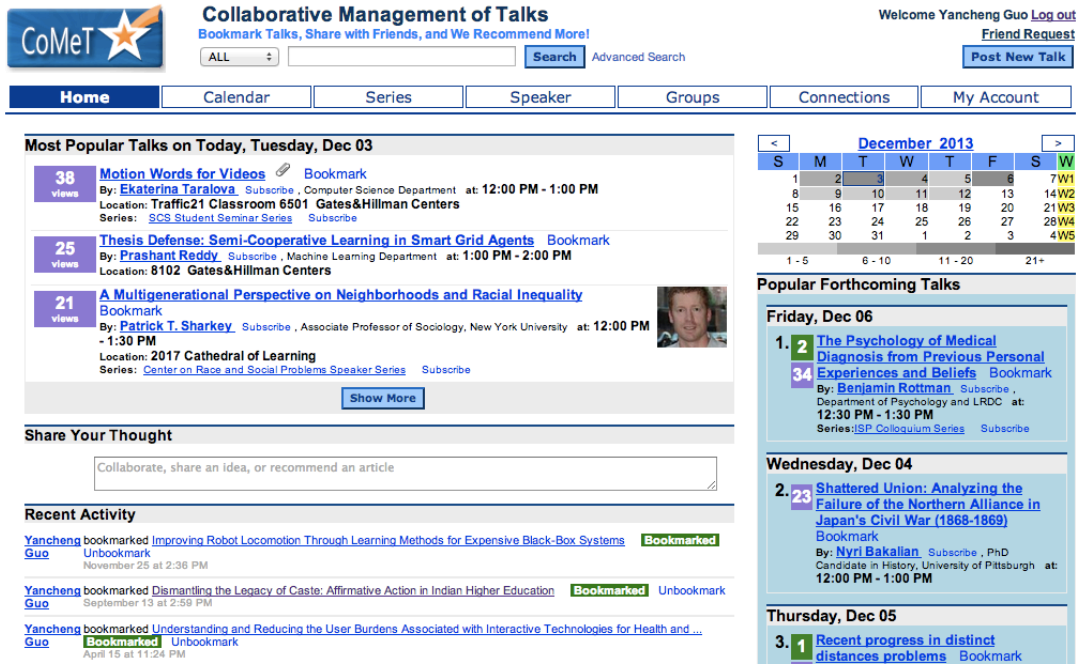 CoMeT
Collaborative Management of Talks
Bookmark Talks, Share with Friends, and We Recommend More!
ALL Search Advanced Search
Welcome Yancheng Guo Log out
Friend Request
Post New Talk
Home Calendar Series Speaker Groups Connections My Account
Most Popular Talks on Today, Tuesday, Dec 03
38 views
Motion Words for Videos Bookmark
By: Ekaterina Taralova Subscribe , Computer Science Department at: 12:00 PM - 1:00 PM
Location: Traffic21 Classroom 6501 Gates&Hillman Centers
Series: SCS Student Seminar Series Subscribe
25 views
Thesis Defense: Semi-Cooperative Learning in Smart Grid Agents Bookmark
By: Prashant Reddy Subscribe , Machine Learning Department at: 1:00 PM - 2:00 PM
Location: 8102 Gates&Hillman Centers
21 views
A Multigenerational Perspective on Neighborhoods and Racial Inequality
Bookmark
By: Patrick T. Sharkey Subscribe , Associate Professor of Sociology, New York University at: 12:00 PM
- 1:30 PM
Location: 2017 Cathedral of Learning
Series: Center on Race and Social Problems Speaker Series Subscribe
Show More
Share Your Thought
Collaborate, share an idea, or recommend an article
Recent Activity
Yancheng Guo bookmarked Improving Robot Locomotion Through Learning Methods for Expensive Black-Box Systems Bookmarked
Unbookmark
November 25 at 2:36 PM
Yancheng Guo bookmarked Dismantling the Legacy of Caste: Affirmative Action in Indian Higher Education Bookmarked Unbookmark
September 13 at 2:59 PM
Yancheng Guo bookmarked Understanding and Reducing the User Burdens Associated with Interactive Technologies for Health and ...
Bookmarked Unbookmark
April 15 at 11:24 PM
< December 2013 >
S M T W T F S W
1 2 3 4 5 6 7 W1
8 9 10 11 12 13 14 W2
15 16 17 18 19 20 21 W3
22 23 24 25 26 27 28 W4
29 30 31 1 2 3 4 W5
1 - 5 6 - 10 11 - 20 21+
Popular Forthcoming Talks
Friday, Dec 06
1. 2 The Psychology of Medical
Diagnosis from Previous Personal
34 Experiences and Beliefs Bookmark
By: Benjamin Rottman Subscribe ,
Department of Psychology and LRDC at:
12:30 PM - 1:30 PM
Series:ISP Colloquium Series Subscribe
Wednesday, Dec 04
2. 23 Shattered Union: Analyzing the
Failure of the Northern Alliance in
Japan's Civil War (1868-1869)
Bookmark
By: Nyri Bakalian Subscribe , PhD
Candidate in History, University of Pittsburgh at:
12:00 PM - 1:00 PM
Thursday, Dec 05
3. 1 Recent progress in distinct
distances problems Bookmark